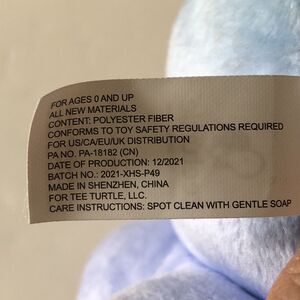 FOR AGES 0 AND UP
ALL NEW MATERIALS
CONTENT: POLYESTER FIBER
CONFORMS TO TOY SAFETY REGULATIONS REQUIRED
FOR US/CA/EU/UK DISTRIBUTION
PA NO. PA-18182 (CN)
DATE OF PRODUCTION: 12/2021
BATCH NO.: 2021-XHS-P49
MADE IN SHENZHEN, CHINA
FOR TEE TURTLE, LLC.
CARE INSTRUCTIONS: SPOT CLEAN WITH GENTLE SOAP